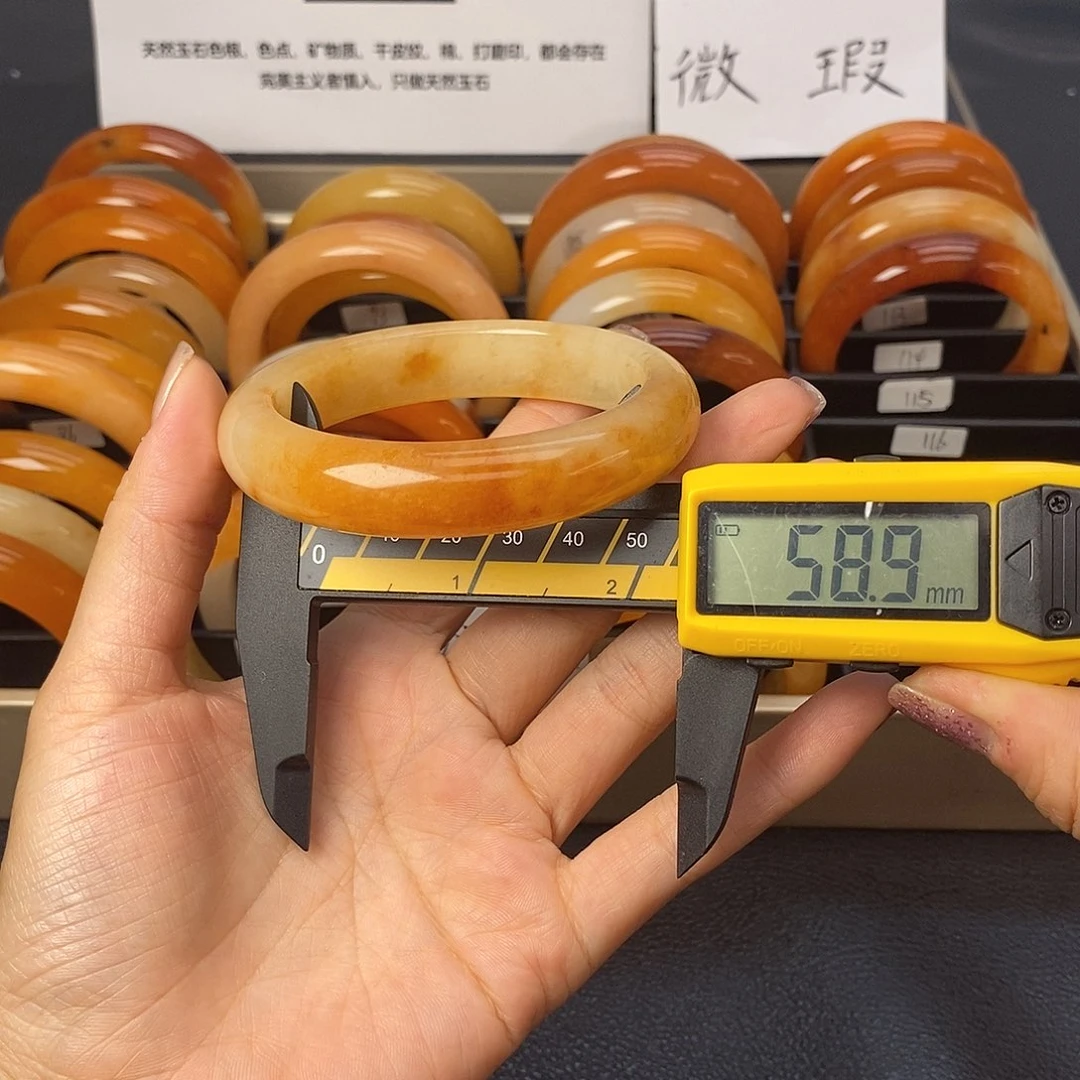 天然玉石色根、色点、矿物质、干皮纹、棉、灯窗印、都会存在
完美主义者慎入，只做天然玉石
微 瑕
113
114
115
116
58.9 mm
0 10 20 30 40 50
1 2
OFF·ON ZERO